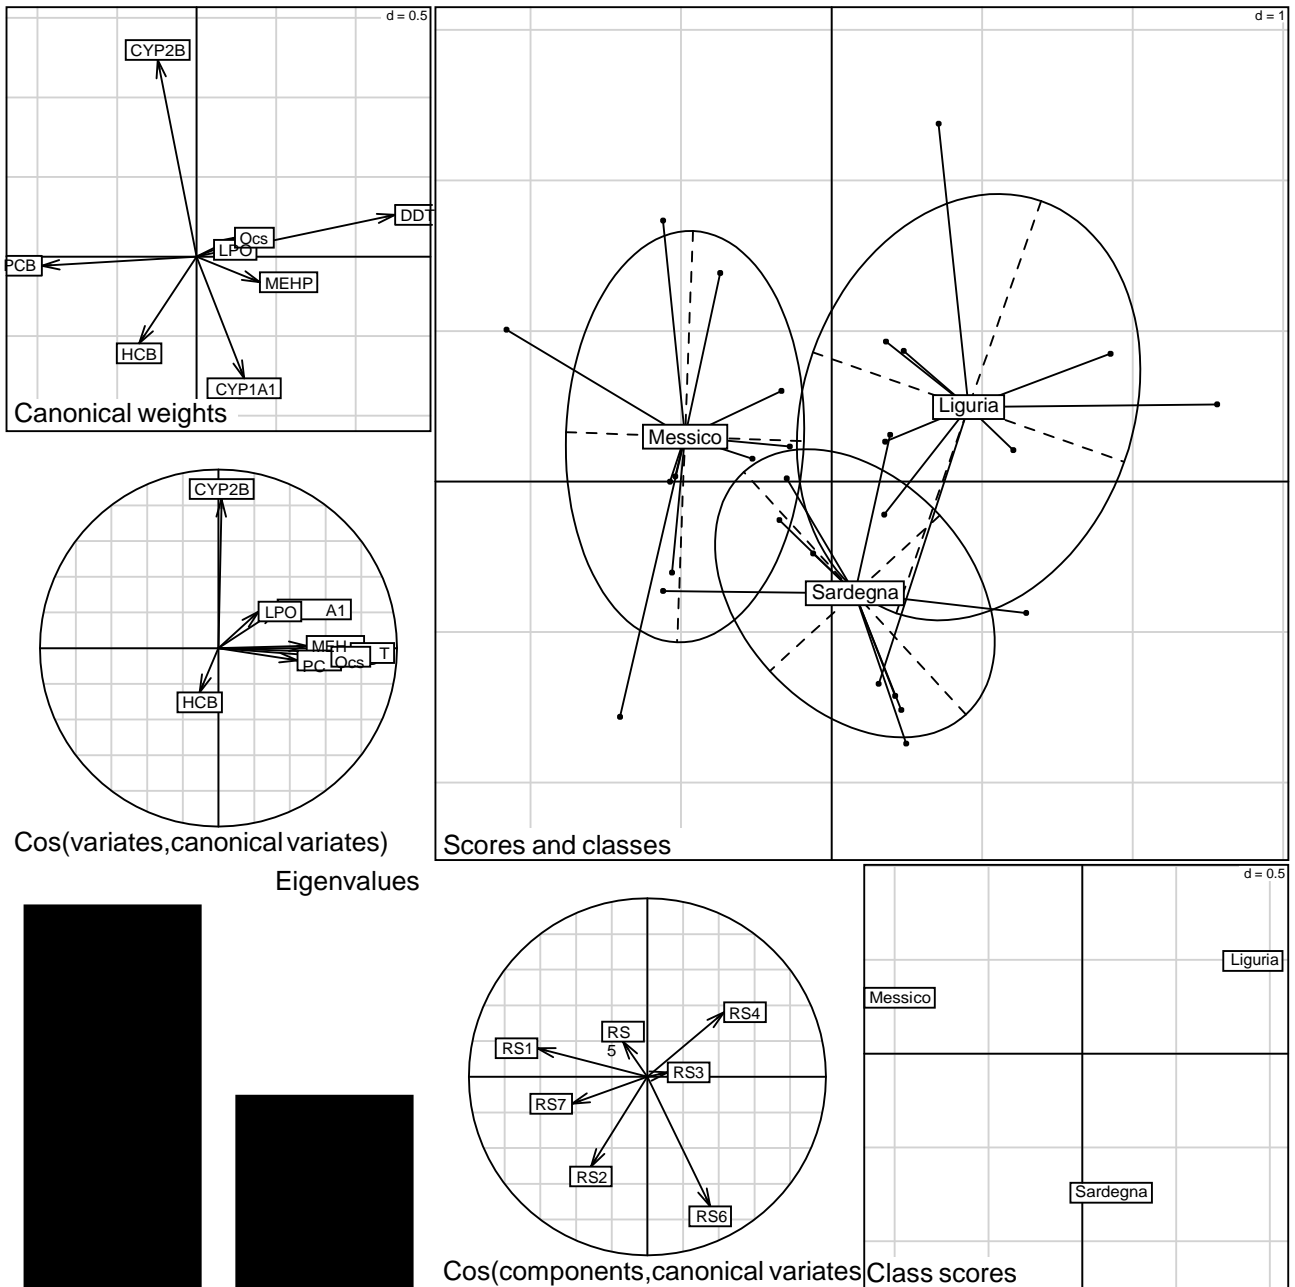 d = 0.5
CYP2B
DDT
Ocs
LPO
PCB
MEHP
HCB
CYP1A1
Canonical weights
d = 1
Messico
Liguria
Sardegna
Scores and classes
CYP2B
LPO
A1
MEH
T
PC
Ocs
HCB
Cos(variates,canonical variates)
Eigenvalues
RS4
RS
5
RS1
RS3
RS7
RS2
RS6
Cos(components,canonical variates
d = 0.5
Liguria
Messico
Sardegna
Class scores